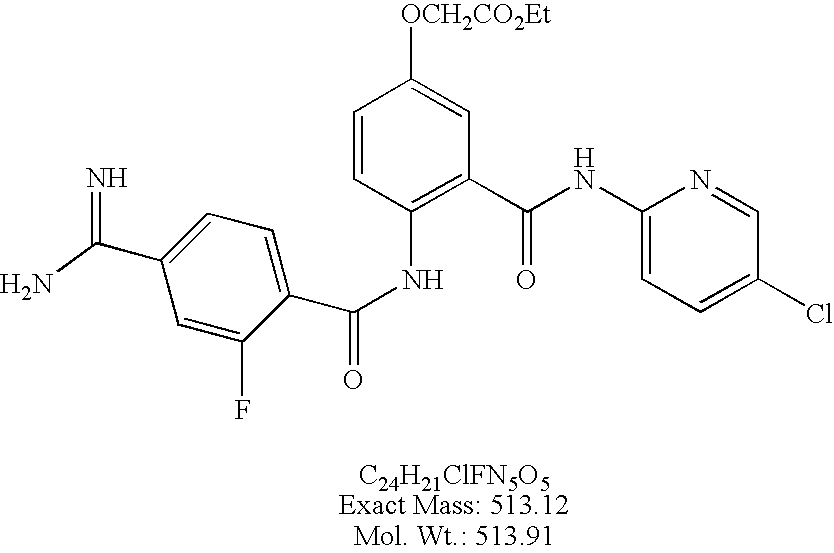 OCH₂CO₂Et
NH
H₂N
F
O
NH
O
H
N
N
Cl
C₂₄H₂₁ClFN₅O₅
Exact Mass: 513.12
Mol. Wt.: 513.91